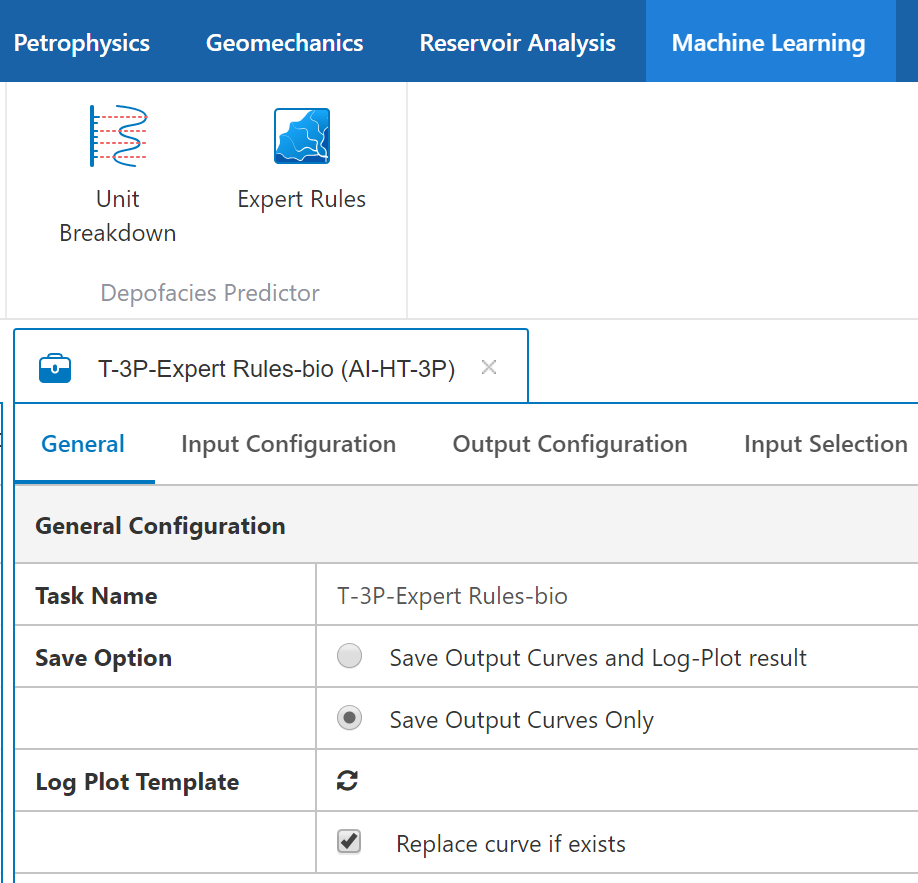 Petrophysics Geomechanics Reservoir Analysis Machine Learning
Unit Expert Rules
Breakdown
Depofacies Predictor
T-3P-Expert Rules-bio (AI-HT-3P)
General Input Configuration Output Configuration Input Selection
General Configuration
Task Name T-3P-Expert Rules-bio
Save Option Save Output Curves and Log-Plot result
Save Output Curves Only
Log Plot Template
Replace curve if exists